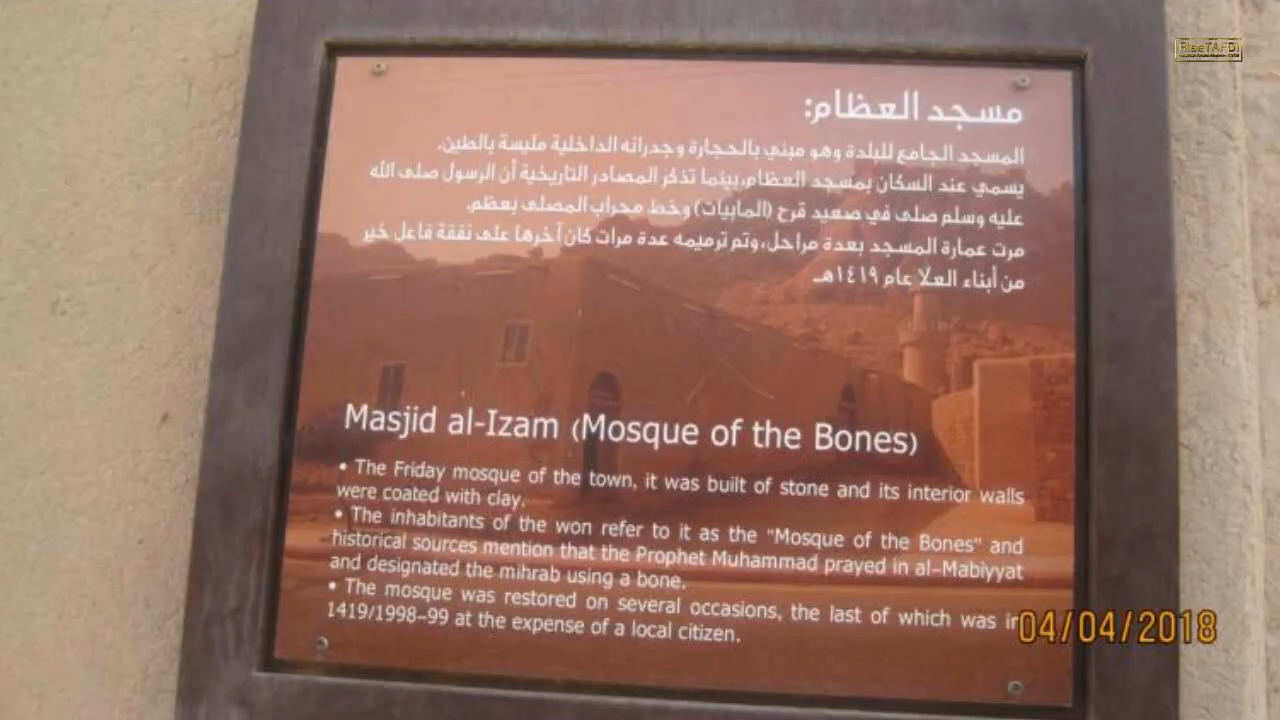 مسجد العظام:
المسجد الجامع للبلدة وهو مبني بالحجارة وجدرانه الداخلية مليسة بالطين.
يسمي عند السكان بمسجد العظام،بينما تذكر المصادر التاريخية أن الرسول صلى الله
عليه وسلم صلى في صعيد قرح (المابيات) وخط محراب المصلى بعظم.
مرت عمارة المسجد بعدة مراحل،وتم ترميمه عدة مرات كان آخرها على نفقة فاعل خير
من أبناء العلا عام ١٤١٩هـ
Masjid al-Izam (Mosque of the Bones)
• The Friday mosque of the town, it was built of stone and its interior walls
were coated with clay.
• The inhabitants of the won refer to it as the "Mosque of the Bones" and
historical sources mention that the Prophet Muhammad prayed in al-Mabiyyat
and designated the mihrab using a bone.
• The mosque was restored on several occasions, the last of which was in
1419/1998-99 at the expense of a local citizen.
04/04/2018